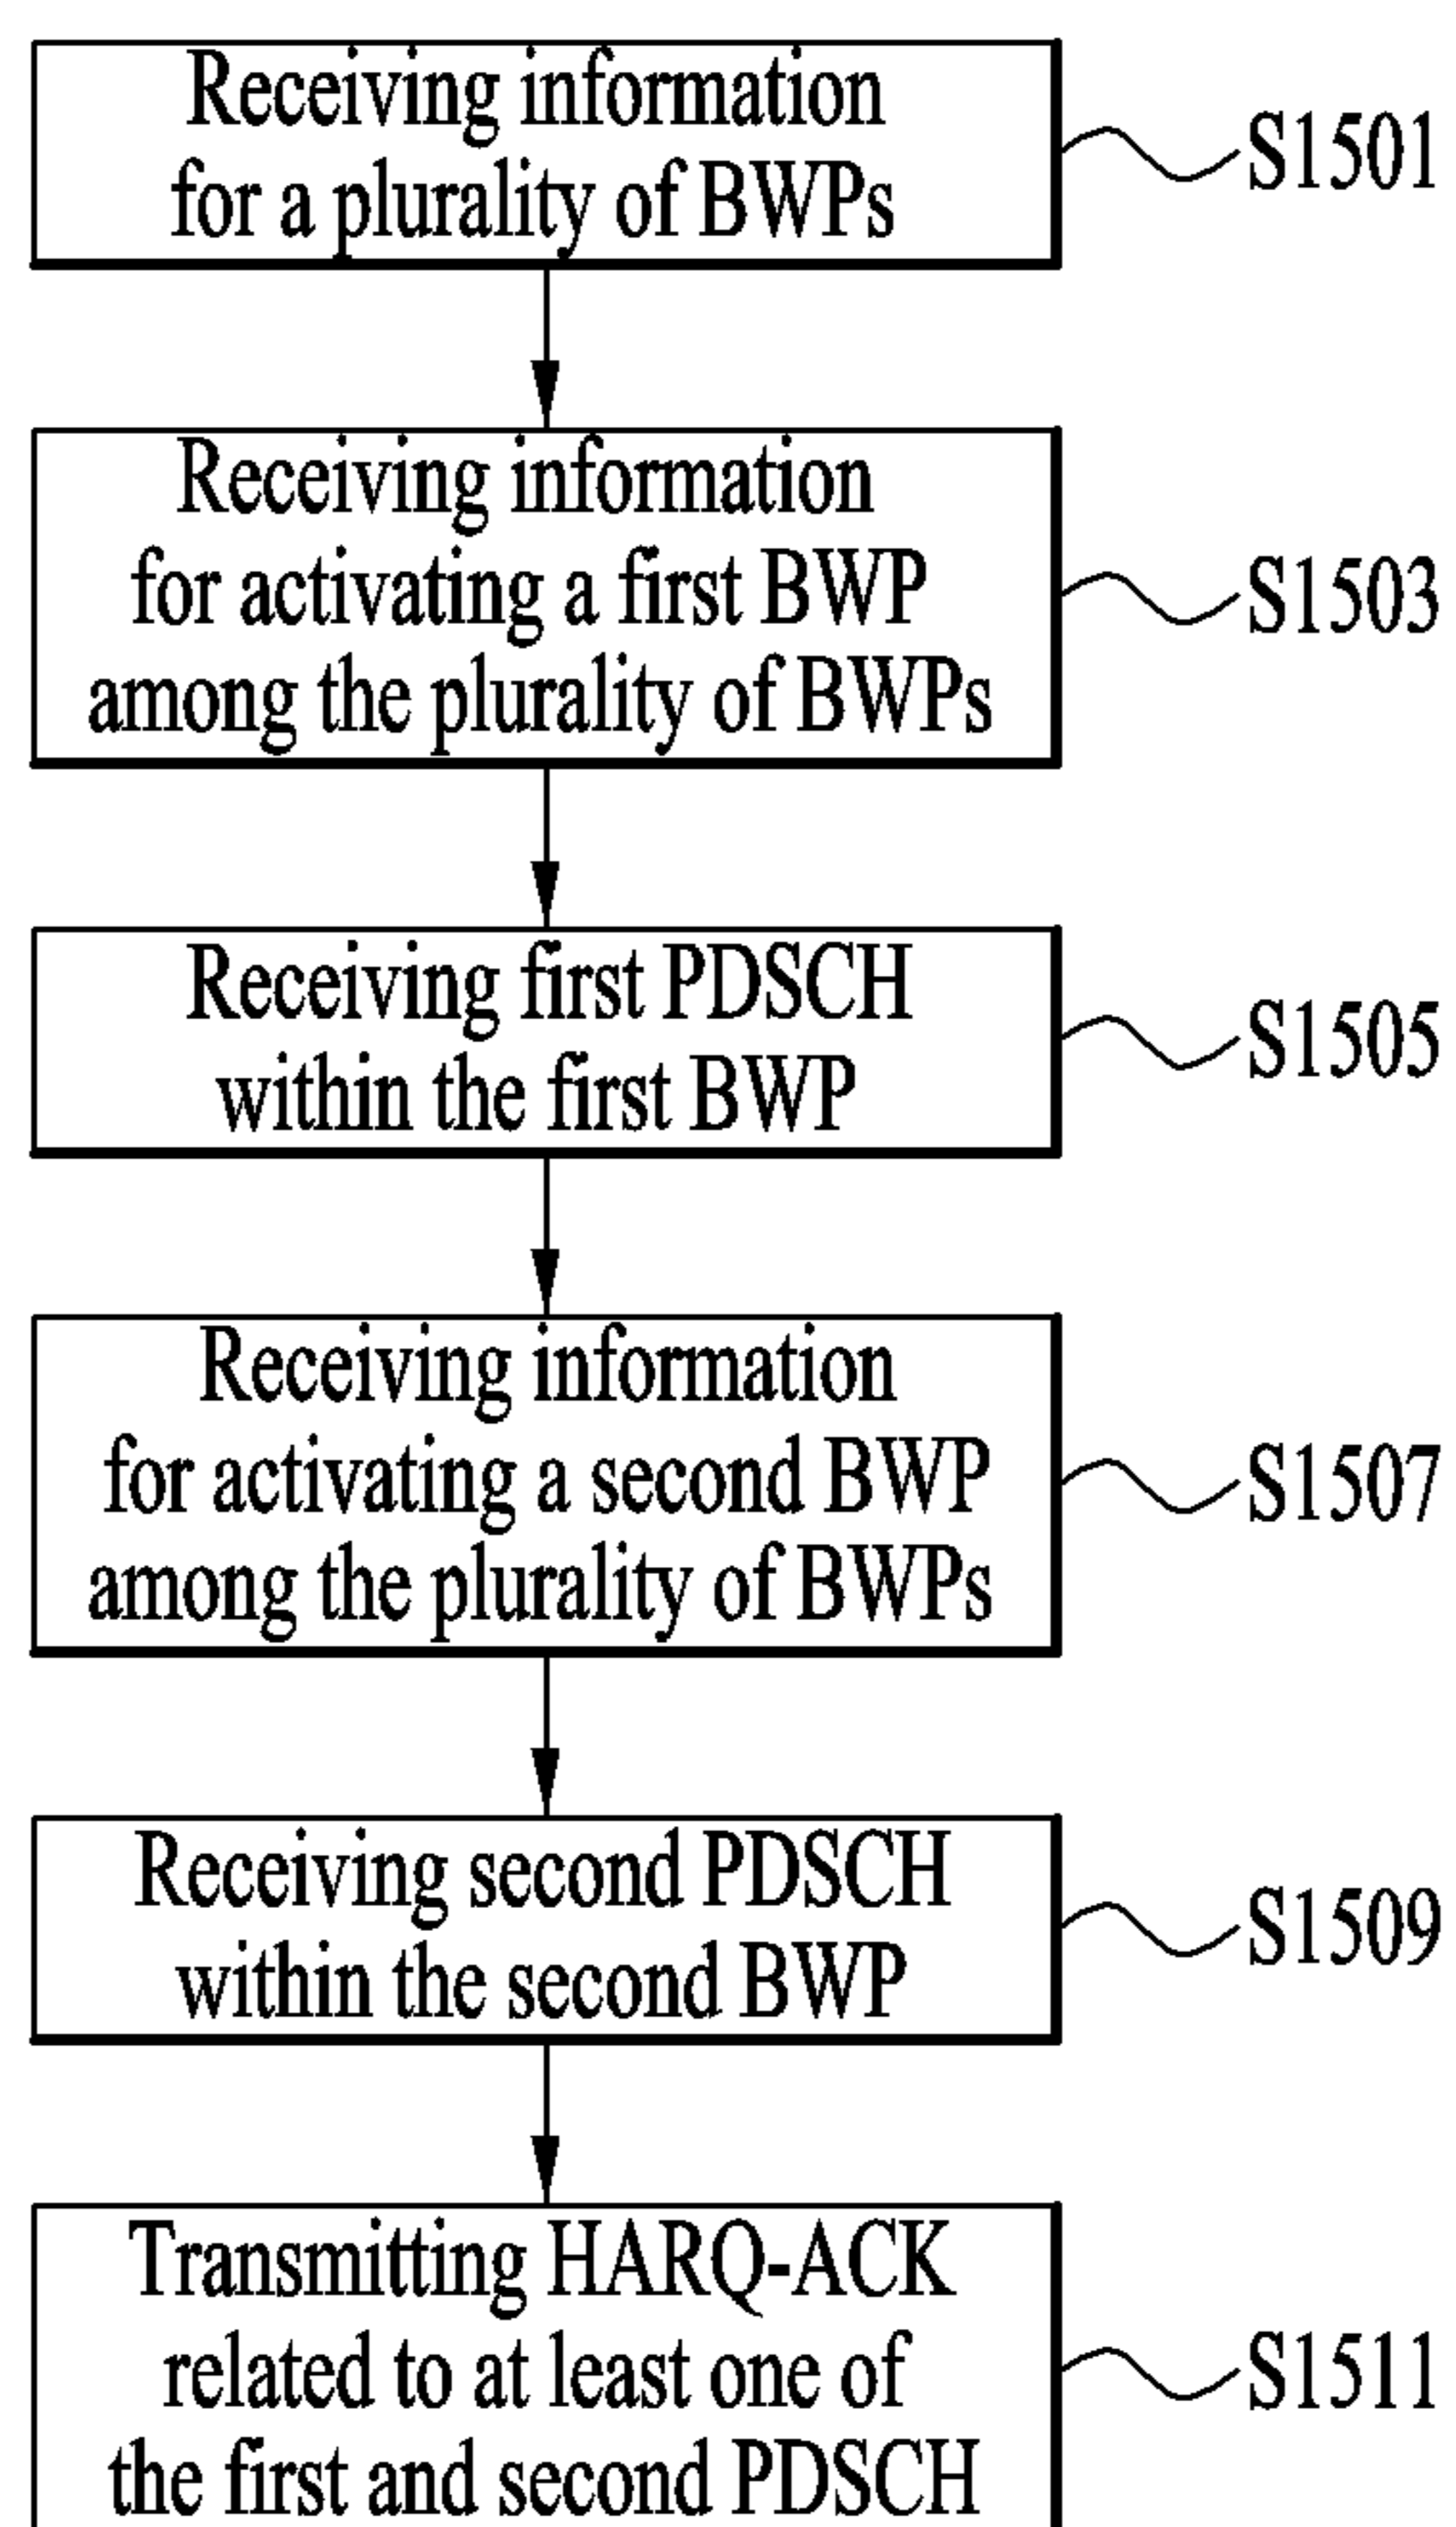 Receiving information
for a plurality of BWPs
S1501
Receiving information
for activating a first BWP
among the plurality of BWPs
S1503
Receiving first PDSCH
within the first BWP
S1505
Receiving information
for activating a second BWP
among the plurality of BWPs
S1507
Receiving second PDSCH
within the second BWP
S1509
Transmitting HARQ-ACK
related to at least one of
the first and second PDSCH
S1511